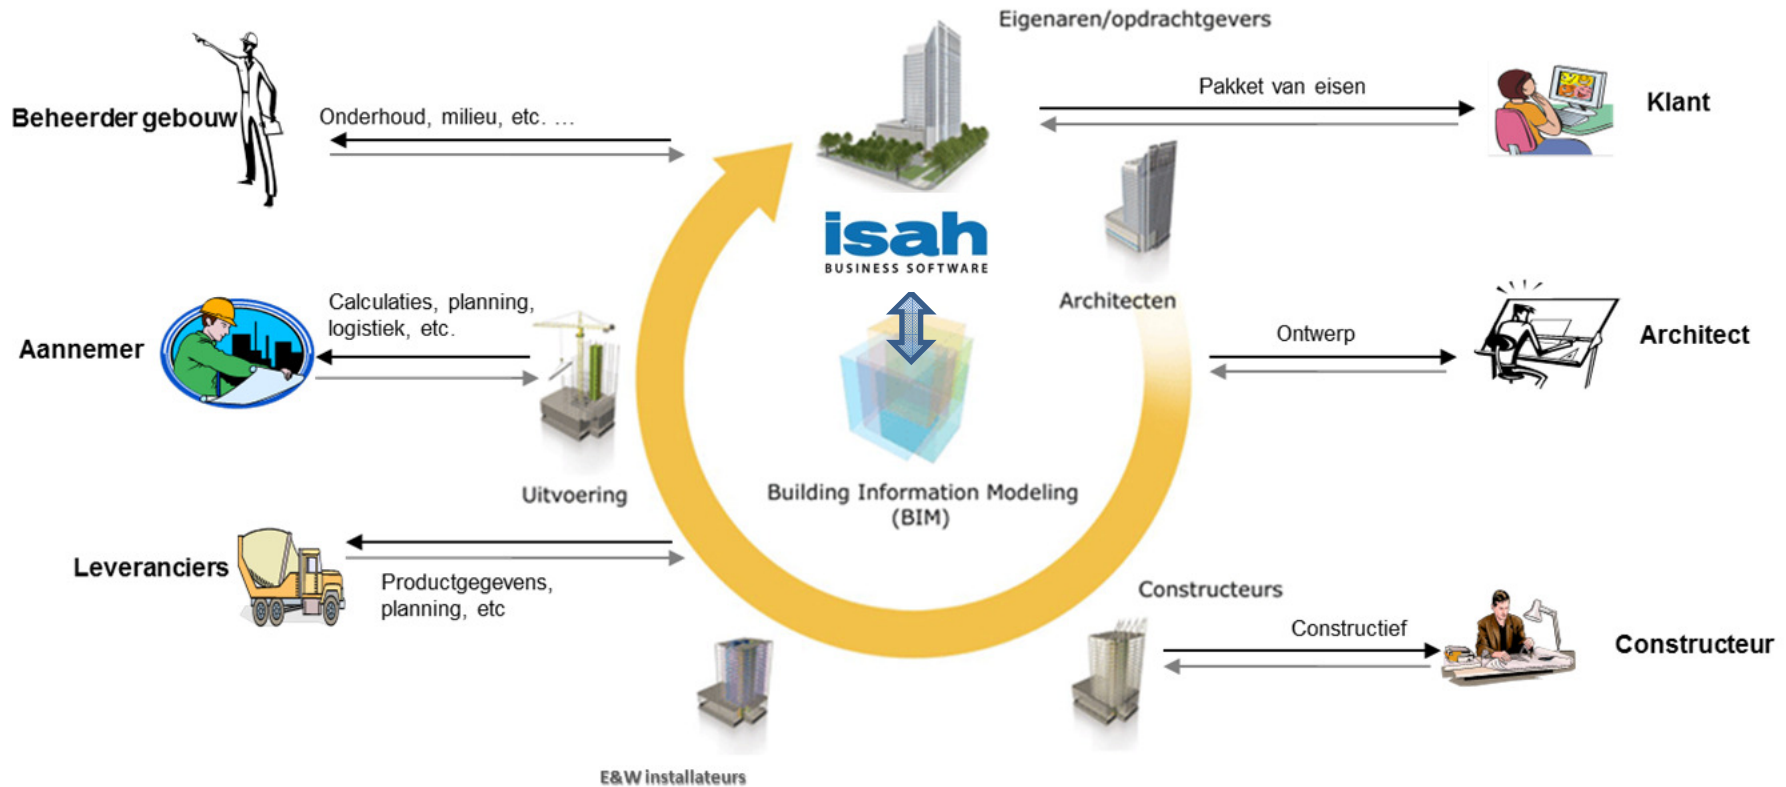 Eigenaren/opdrachtgevers
Beheerder gebouw
Onderhoud, milieu, etc. ...
Pakket van eisen
Klant
isah
BUSINESS SOFTWARE
Aannemer
Calculaties, planning,
logistiek, etc.
Architecten
Ontwerp
Architect
Uitvoering
Building Information Modeling
(BIM)
Leveranciers
Productgegevens,
planning, etc
Constructeurs
Constructief
Constructeur
E&W installateurs